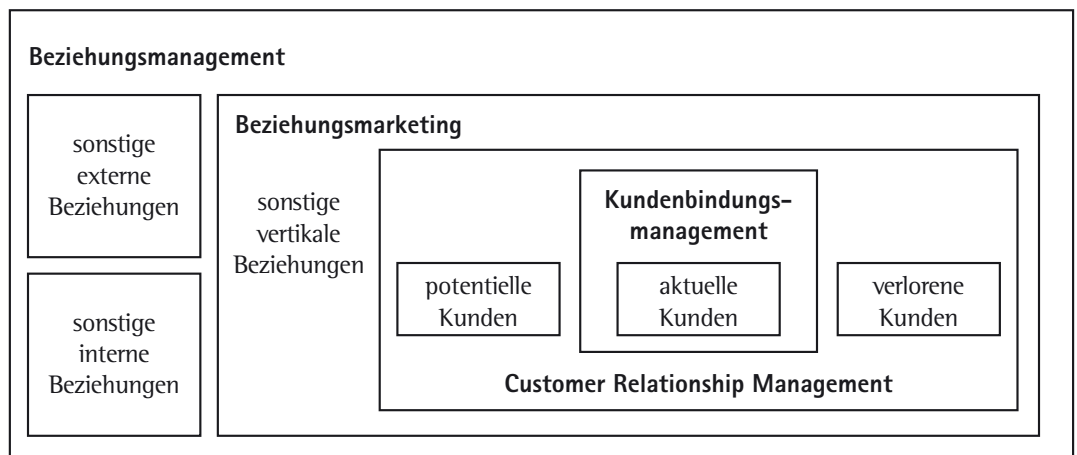 Beziehungsmanagement
sonstige
externe
Beziehungen
sonstige
interne
Beziehungen
Beziehungsmarketing
sonstige
vertikale
Beziehungen
Kundenbindungs-
management
potentielle
Kunden
aktuelle
Kunden
verlorene
Kunden
Customer Relationship Management